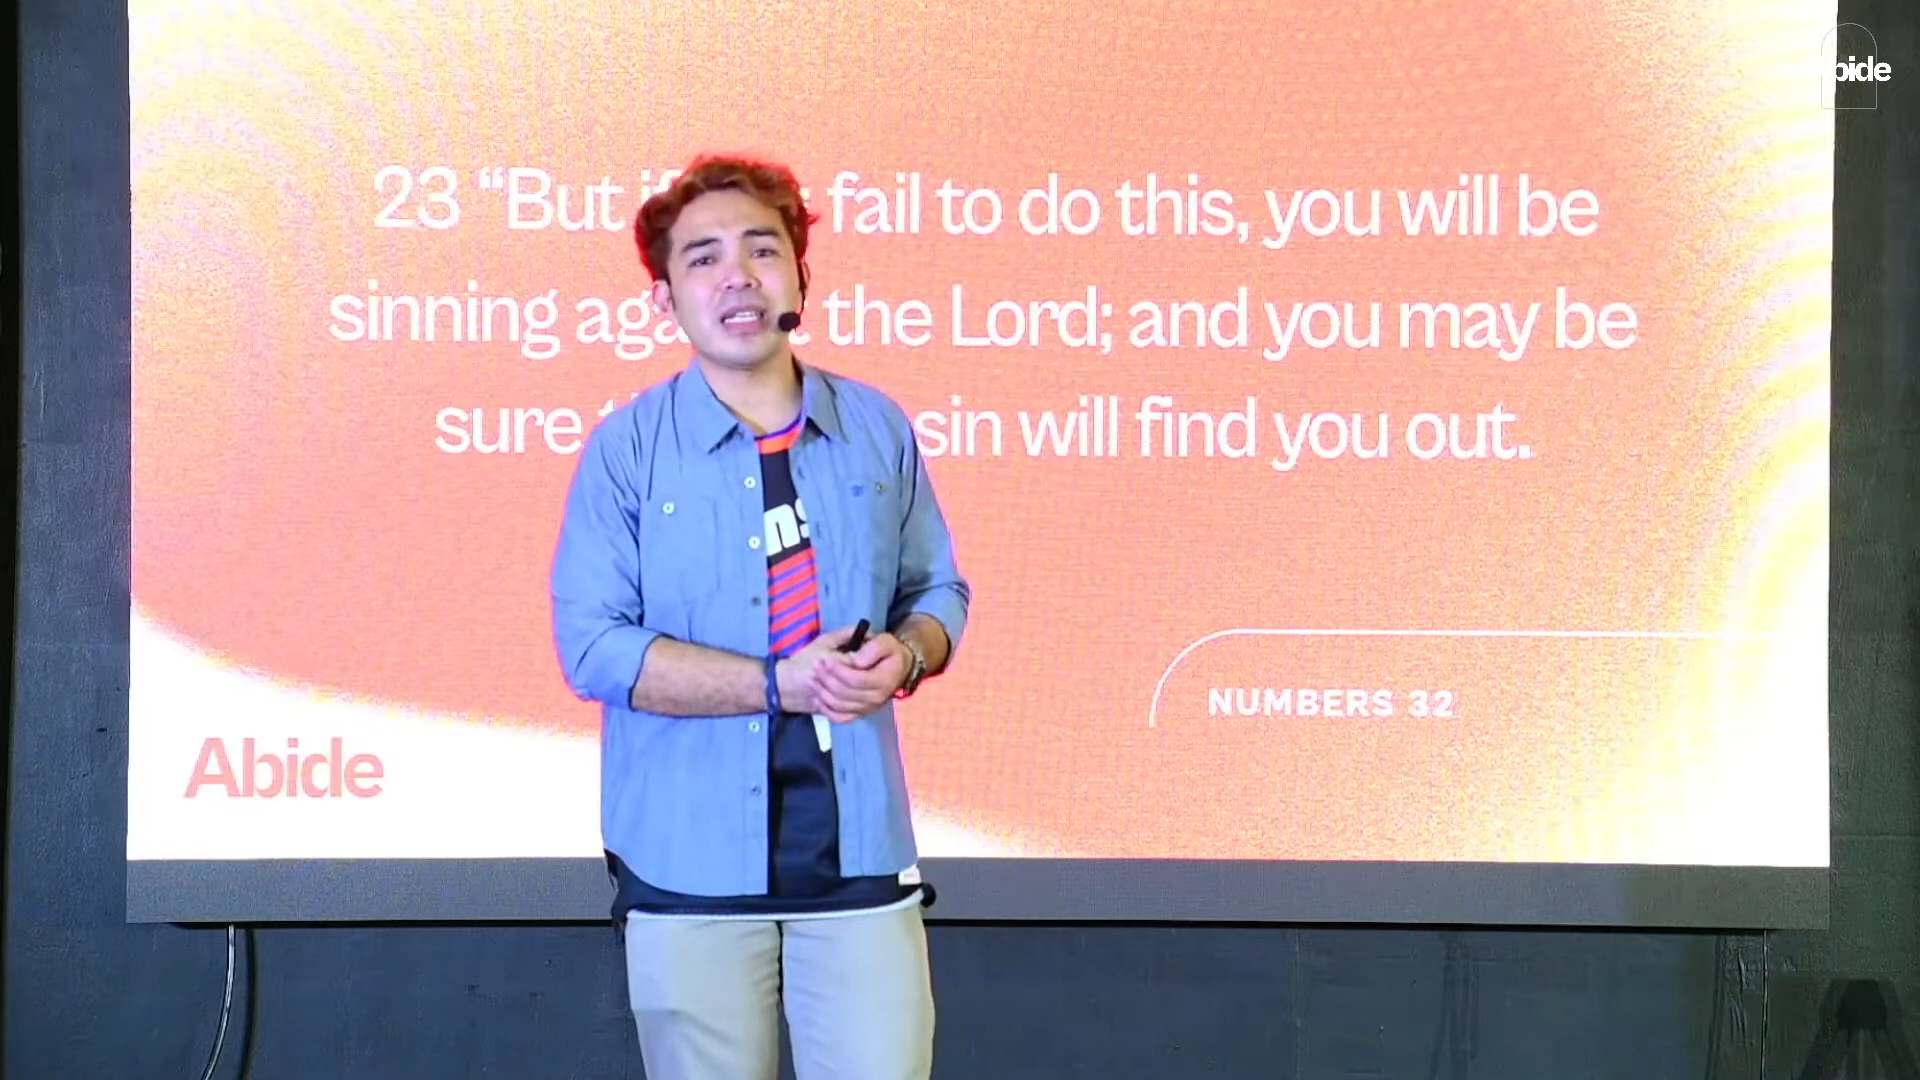 bide
23 “But fail to do this, you will be
sinning the Lord; and you may be
sure sin will find you out.
NUMBERS 32
Abide